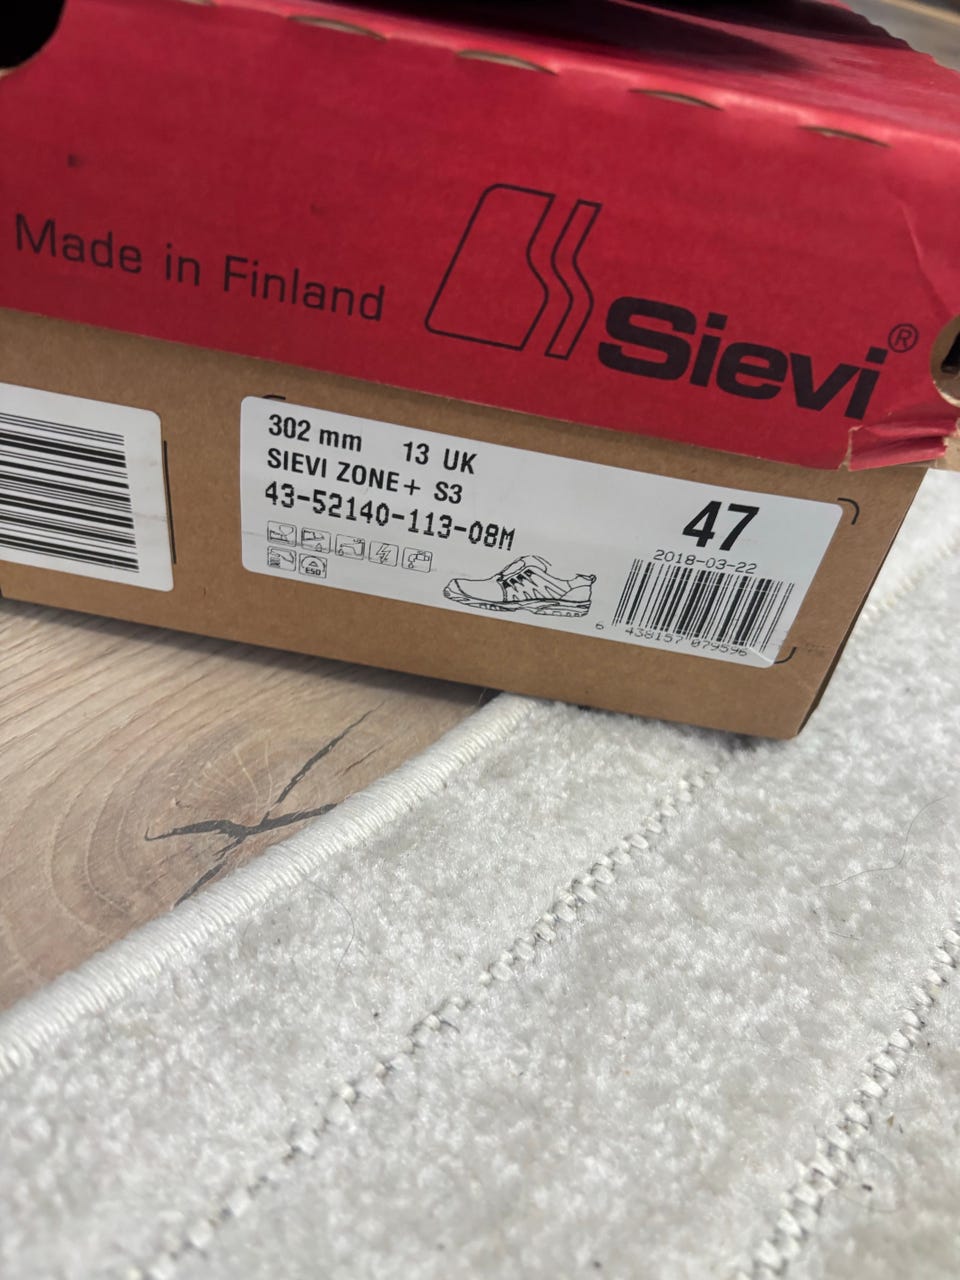 Made in Finland
Sievi®
302 mm 13 UK
SIEVI ZONE+ S3
43-52140-113-08M
47
2018-03-22
ESD
6 438157 079596